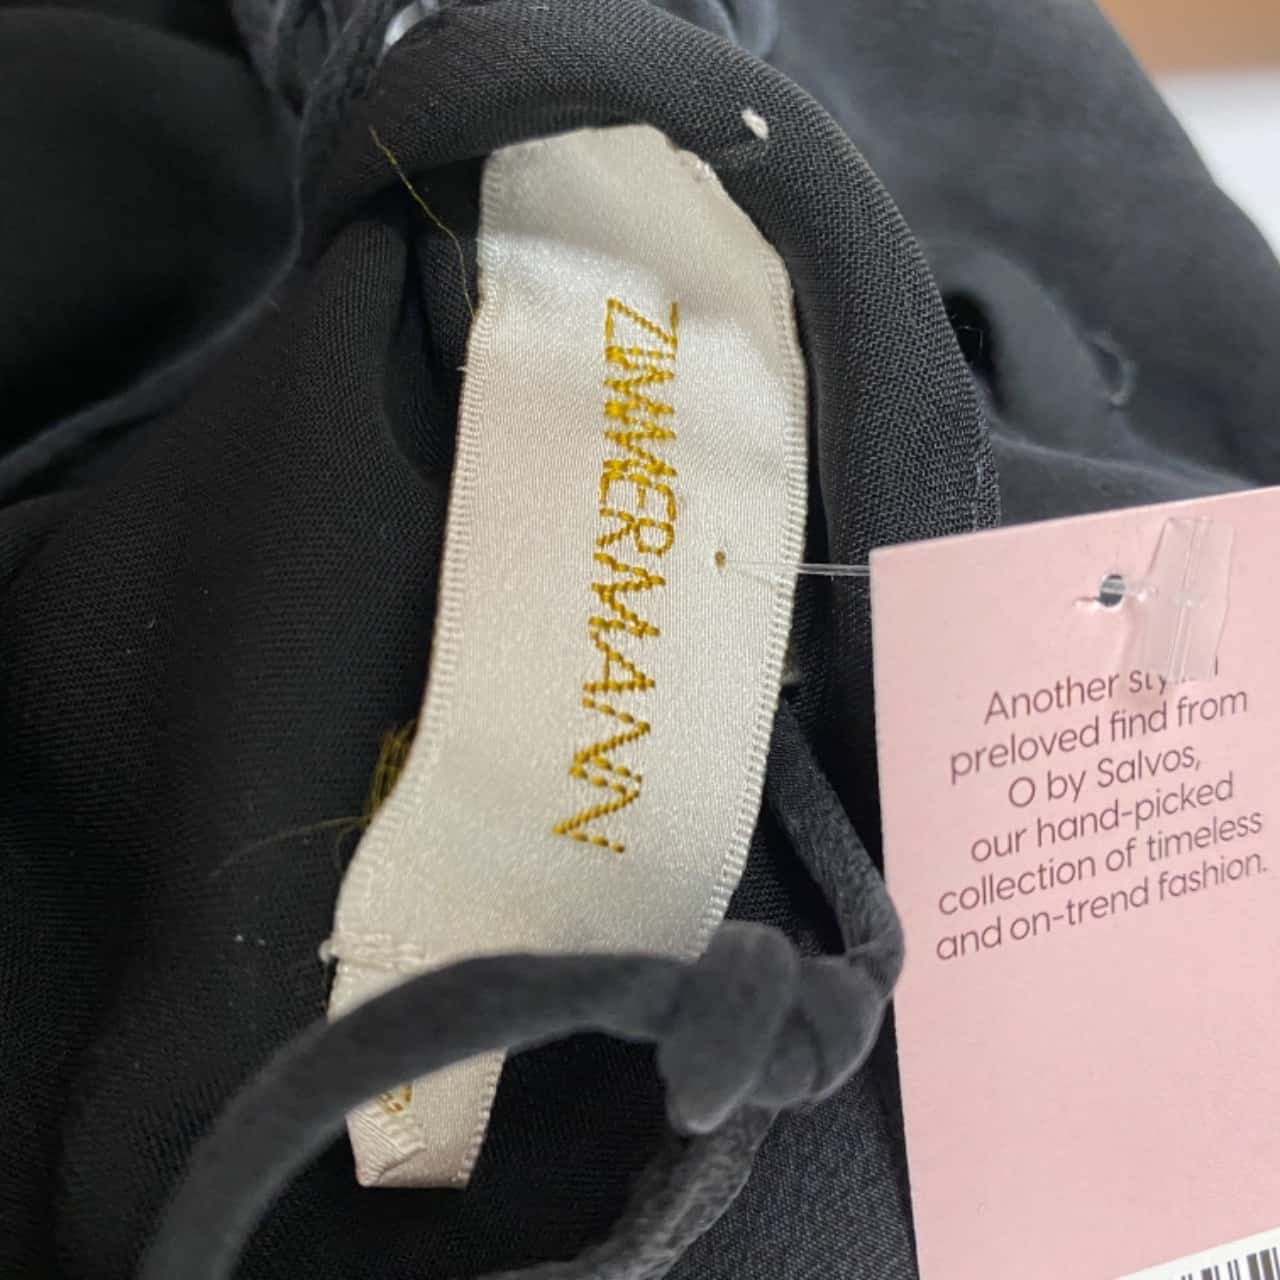 ZIMMERMANN
Another
preloved find from
O by Salvos,
our hand-picked
collection of timeless
and on-trend fashion.